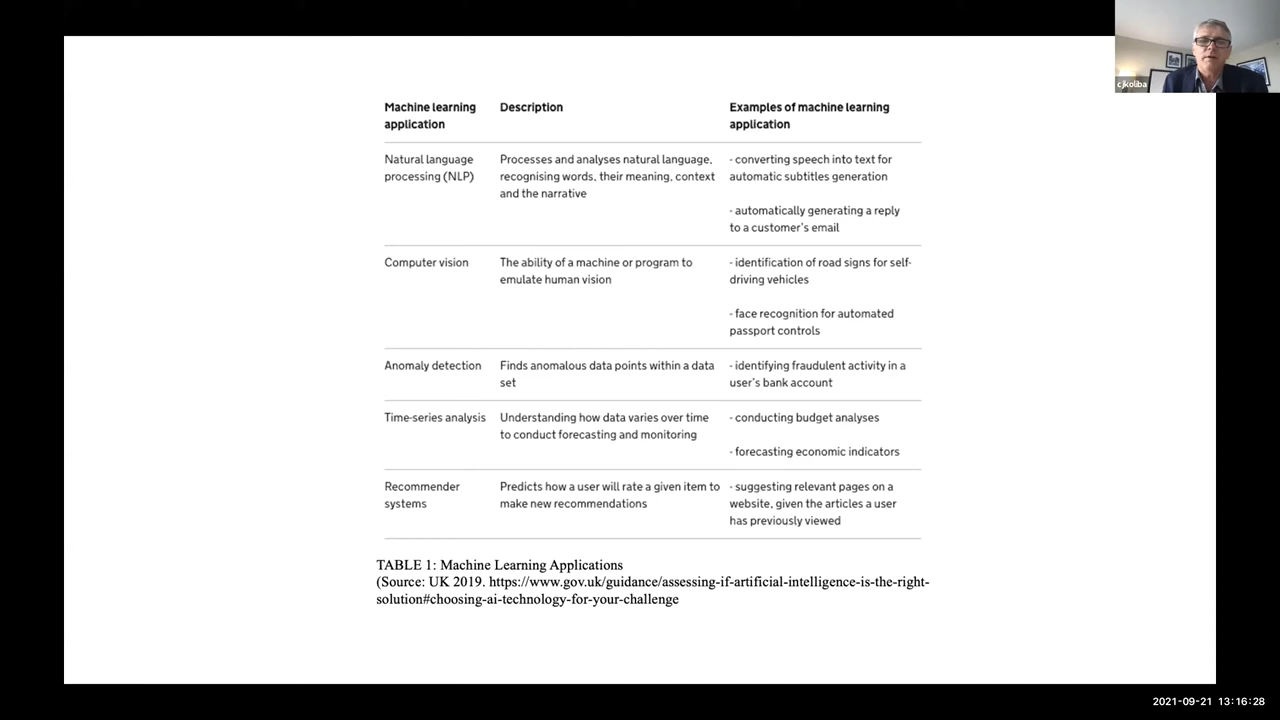 cjkoliba
Machine learning application
Description
Examples of machine learning application
Natural language processing (NLP)
Processes and analyses natural language,
recognising words, their meaning, context
and the narrative
- converting speech into text for
automatic subtitles generation
- automatically generating a reply
to a customer's email
Computer vision
The ability of a machine or program to
emulate human vision
- identification of road signs for self-
driving vehicles
- face recognition for automated
passport controls
Anomaly detection
Finds anomalous data points within a data
set
- identifying fraudulent activity in a
user's bank account
Time-series analysis
Understanding how data varies over time
to conduct forecasting and monitoring
- conducting budget analyses
- forecasting economic indicators
Recommender
systems
Predicts how a user will rate a given item to
make new recommendations
- suggesting relevant pages on a
website, given the articles a user
has previously viewed
TABLE 1: Machine Learning Applications
(Source: UK 2019. https://www.gov.uk/guidance/assessing-if-artificial-intelligence-is-the-right-
solution#choosing-ai-technology-for-your-challenge
2021-09-21 13:16:28